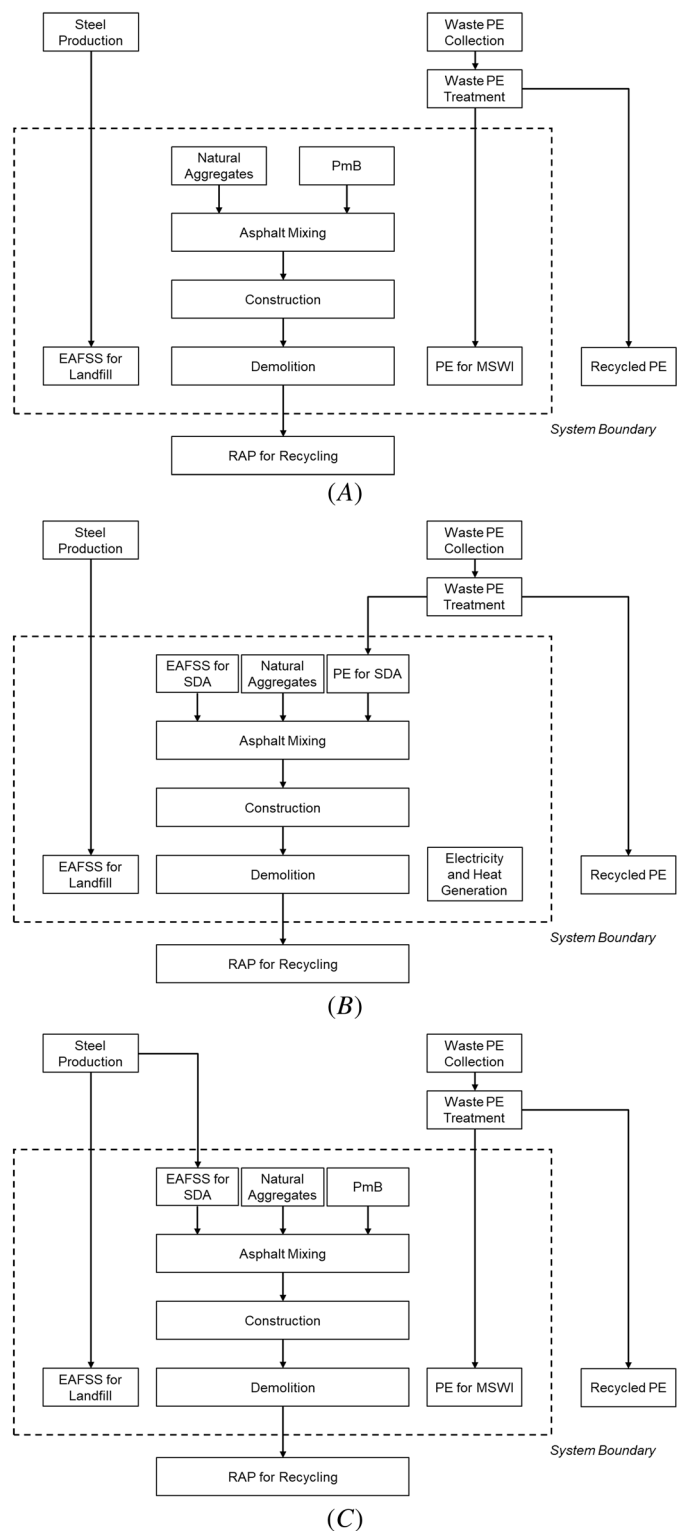 Steel
Production
Waste PE
Collection
Waste PE
Treatment
Natural
Aggregates
PmB
Asphalt Mixing
Construction
EAFSS for
Landfill
Demolition
PE for MSWI
Recycled PE
System Boundary
RAP for Recycling
(A)
Steel
Production
Waste PE
Collection
Waste PE
Treatment
EAFSS for
SDA
Natural
Aggregates
PE for SDA
Asphalt Mixing
Construction
EAFSS for
Landfill
Demolition
Electricity
and Heat
Generation
Recycled PE
System Boundary
RAP for Recycling
(B)
Steel
Production
Waste PE
Collection
Waste PE
Treatment
EAFSS for
SDA
Natural
Aggregates
PmB
Asphalt Mixing
Construction
EAFSS for
Landfill
Demolition
PE for MSWI
Recycled PE
System Boundary
RAP for Recycling
(C)